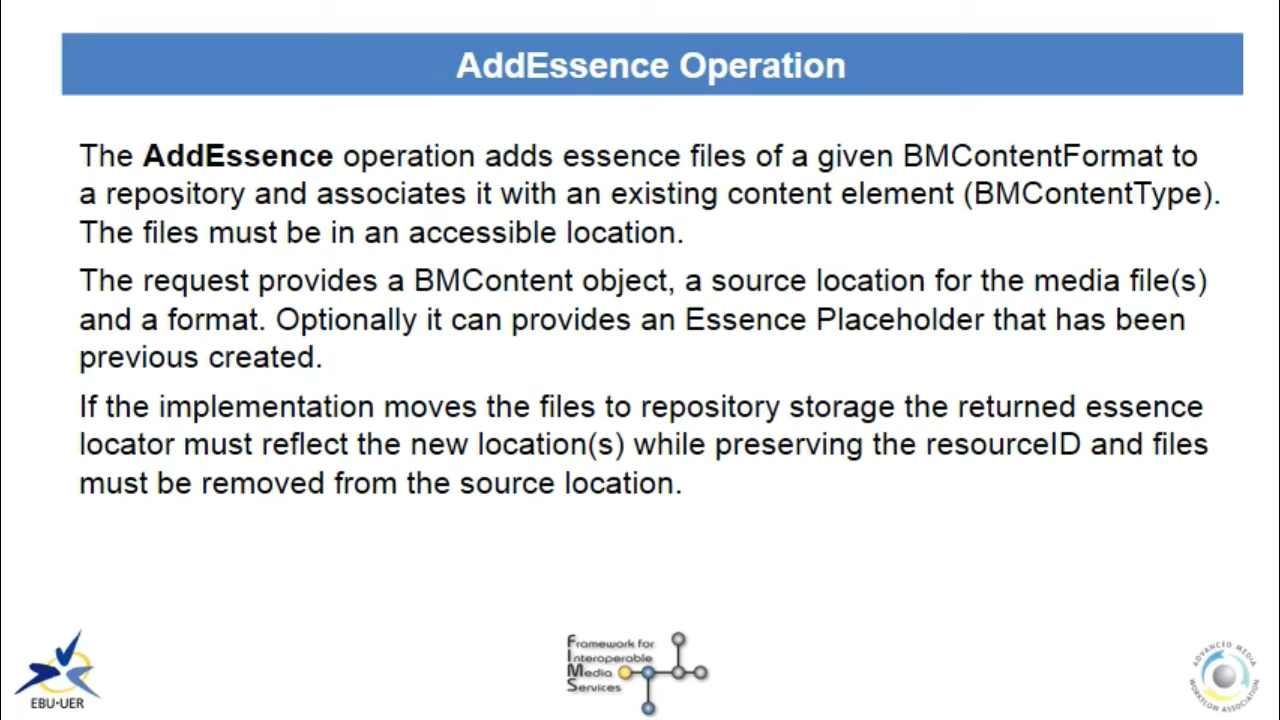 AddEssence Operation
The AddEssence operation adds essence files of a given BMContentFormat to
a repository and associates it with an existing content element (BMContentType).
The files must be in an accessible location.
The request provides a BMContent object, a source location for the media file(s)
and a format. Optionally it can provides an Essence Placeholder that has been
previous created.
If the implementation moves the files to repository storage the returned essence
locator must reflect the new location(s) while preserving the resourceID and files
must be removed from the source location.
EBU·UER
Framework for
Interoperable
Media
Services
ADVANCED MEDIA
WORKFLOW ASSOCIATION